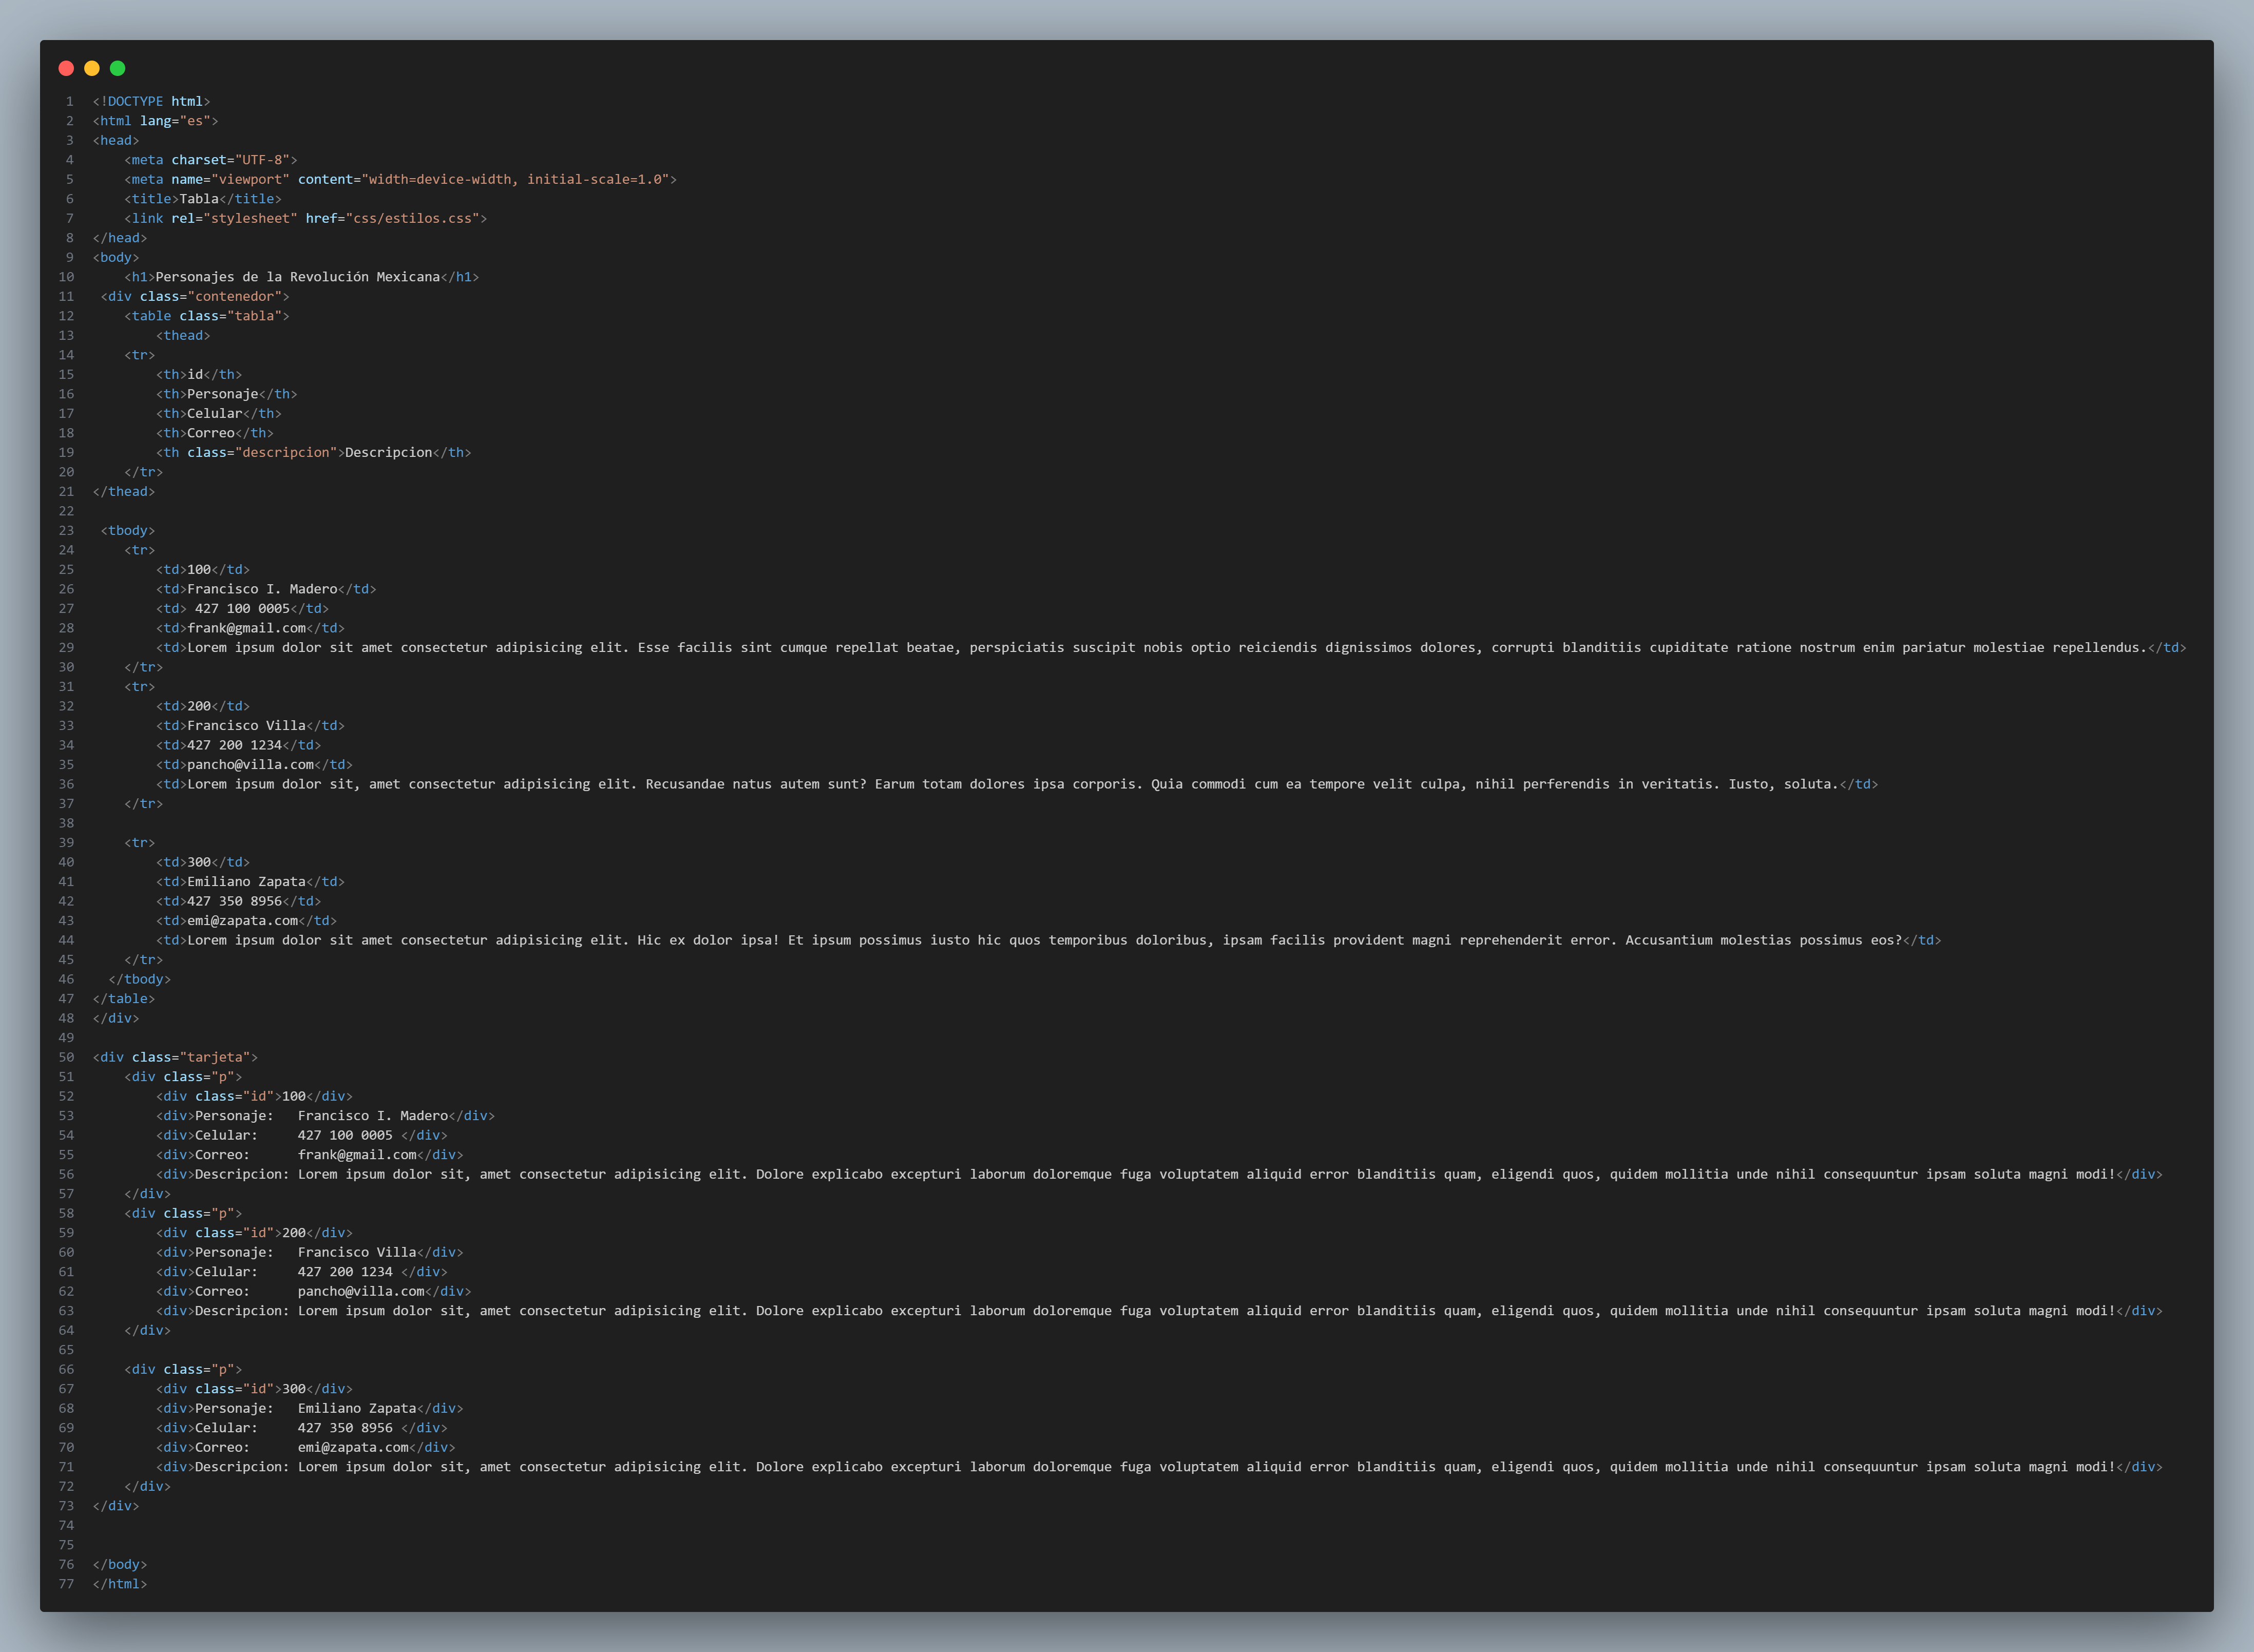 1 <!DOCTYPE html>
2 <html lang="es">
3 <head>
4     <meta charset="UTF-8">
5     <meta name="viewport" content="width=device-width, initial-scale=1.0">
6     <title>Tabla</title>
7     <link rel="stylesheet" href="css/estilos.css">
8 </head>
9 <body>
10     <h1>Personajes de la Revolución Mexicana</h1>
11  <div class="contenedor">
12     <table class="tabla">
13         <thead>
14     <tr>
15         <th>id</th>
16         <th>Personaje</th>
17         <th>Celular</th>
18         <th>Correo</th>
19         <th class="descripcion">Descripcion</th>
20     </tr>
21 </thead>
22
23  <tbody>
24     <tr>
25         <td>100</td>
26         <td>Francisco I. Madero</td>
27         <td> 427 100 0005</td>
28         <td>frank@gmail.com</td>
29         <td>Lorem ipsum dolor sit amet consectetur adipisicing elit. Esse facilis sint cumque repellat beatae, perspiciatis suscipit nobis optio reiciendis dignissimos dolores, corrupti blanditiis cupiditate ratione nostrum enim pariatur molestiae repellendus.</td>
30     </tr>
31     <tr>
32         <td>200</td>
33         <td>Francisco Villa</td>
34         <td>427 200 1234</td>
35         <td>pancho@villa.com</td>
36         <td>Lorem ipsum dolor sit, amet consectetur adipisicing elit. Recusandae natus autem sunt? Earum totam dolores ipsa corporis. Quia commodi cum ea tempore velit culpa, nihil perferendis in veritatis. Iusto, soluta.</td>
37     </tr>
38
39     <tr>
40         <td>300</td>
41         <td>Emiliano Zapata</td>
42         <td>427 350 8956</td>
43         <td>emi@zapata.com</td>
44         <td>Lorem ipsum dolor sit amet consectetur adipisicing elit. Hic ex dolor ipsa! Et ipsum possimus iusto hic quos temporibus doloribus, ipsam facilis provident magni reprehenderit error. Accusantium molestias possimus eos?</td>
45     </tr>
46   </tbody>
47 </table>
48 </div>
49
50 <div class="tarjeta">
51     <div class="p">
52         <div class="id">100</div>
53         <div>Personaje:   Francisco I. Madero</div>
54         <div>Celular:     427 100 0005 </div>
55         <div>Correo:      frank@gmail.com</div>
56         <div>Descripcion: Lorem ipsum dolor sit, amet consectetur adipisicing elit. Dolore explicabo excepturi laborum doloremque fuga voluptatem aliquid error blanditiis quam, eligendi quos, quidem mollitia unde nihil consequuntur ipsam soluta magni modi!</div>
57     </div>
58     <div class="p">
59         <div class="id">200</div>
60         <div>Personaje:   Francisco Villa</div>
61         <div>Celular:     427 200 1234 </div>
62         <div>Correo:      pancho@villa.com</div>
63         <div>Descripcion: Lorem ipsum dolor sit, amet consectetur adipisicing elit. Dolore explicabo excepturi laborum doloremque fuga voluptatem aliquid error blanditiis quam, eligendi quos, quidem mollitia unde nihil consequuntur ipsam soluta magni modi!</div>
64     </div>
65
66     <div class="p">
67         <div class="id">300</div>
68         <div>Personaje:   Emiliano Zapata</div>
69         <div>Celular:     427 350 8956 </div>
70         <div>Correo:      emi@zapata.com</div>
71         <div>Descripcion: Lorem ipsum dolor sit, amet consectetur adipisicing elit. Dolore explicabo excepturi laborum doloremque fuga voluptatem aliquid error blanditiis quam, eligendi quos, quidem mollitia unde nihil consequuntur ipsam soluta magni modi!</div>
72     </div>
73 </div>
74
75
76 </body>
77 </html>